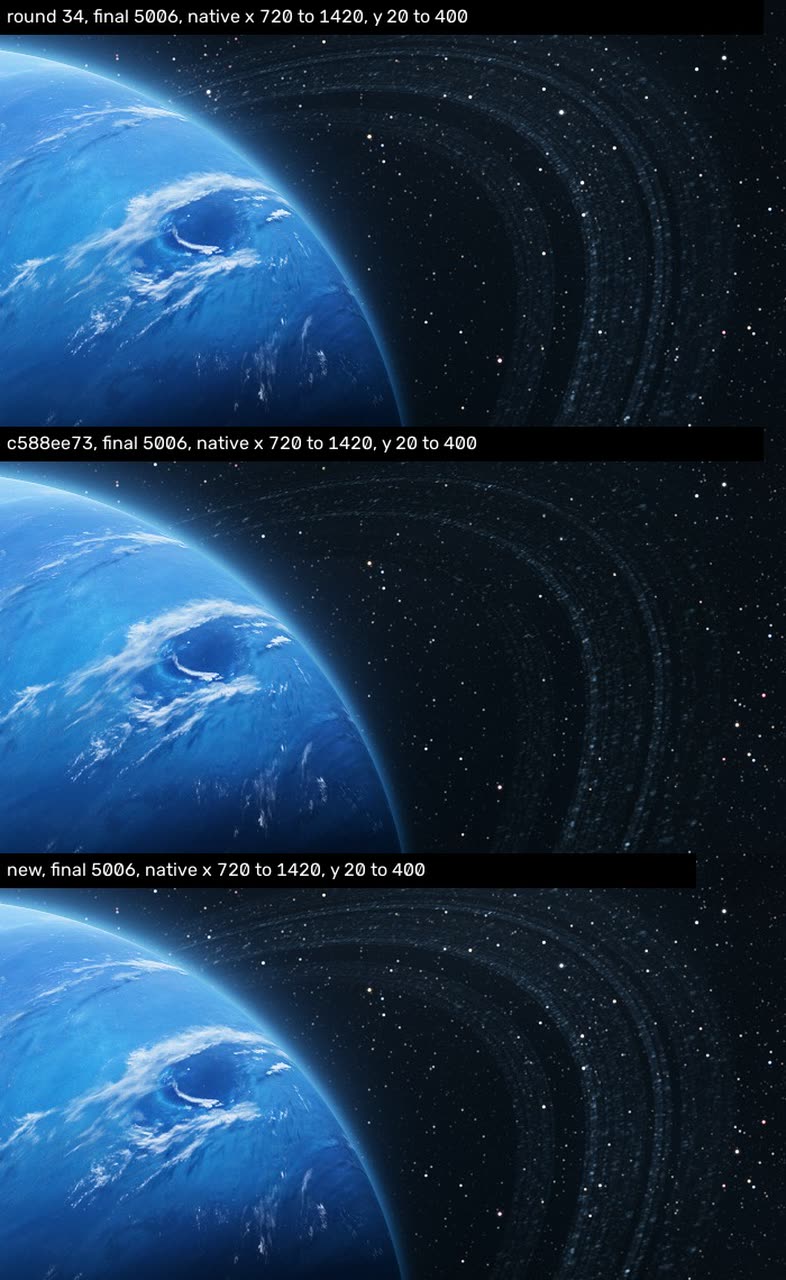 round 34, final 5006, native x 720 to 1420, y 20 to 400
c588ee73, final 5006, native x 720 to 1420, y 20 to 400
new, final 5006, native x 720 to 1420, y 20 to 400